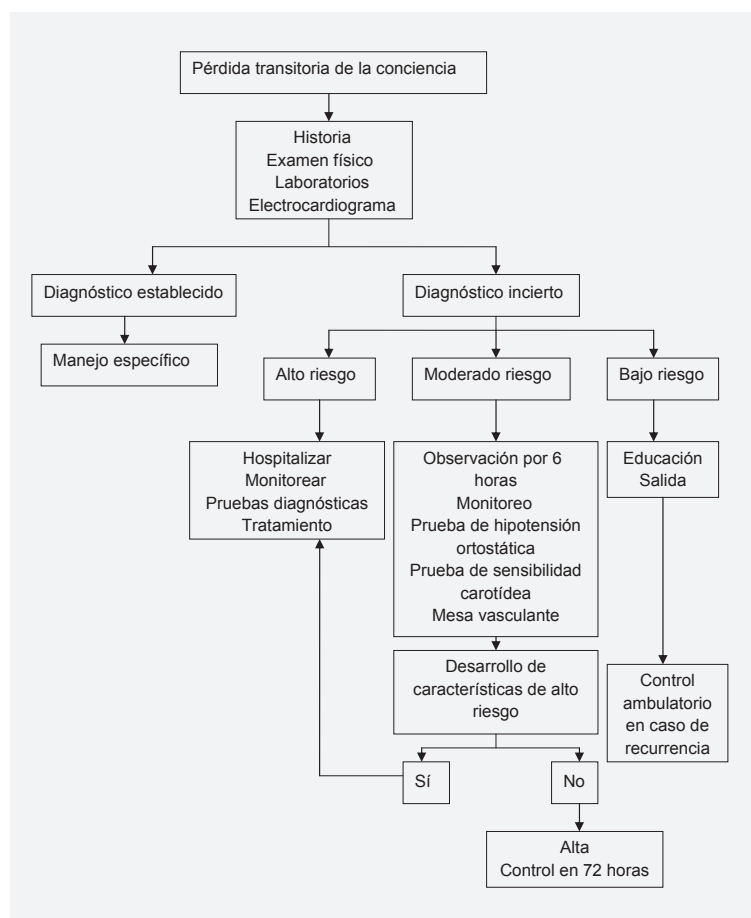 Pérdida transitoria de la conciencia
Historia
Examen físico
Laboratorios
Electrocardiograma
Diagnóstico establecido
Diagnóstico incierto
Manejo específico
Alto riesgo
Moderado riesgo
Bajo riesgo
Hospitalizar
Monitorear
Pruebas diagnósticas
Tratamiento
Observación por 6
horas
Monitoreo
Prueba de hipotensión
ortostática
Prueba de sensibilidad
carotídea
Mesa vasculante
Educación
Salida
Desarrollo de
características de alto
riesgo
Control
ambulatorio
en caso de
recurrencia
Sí
No
Alta
Control en 72 horas